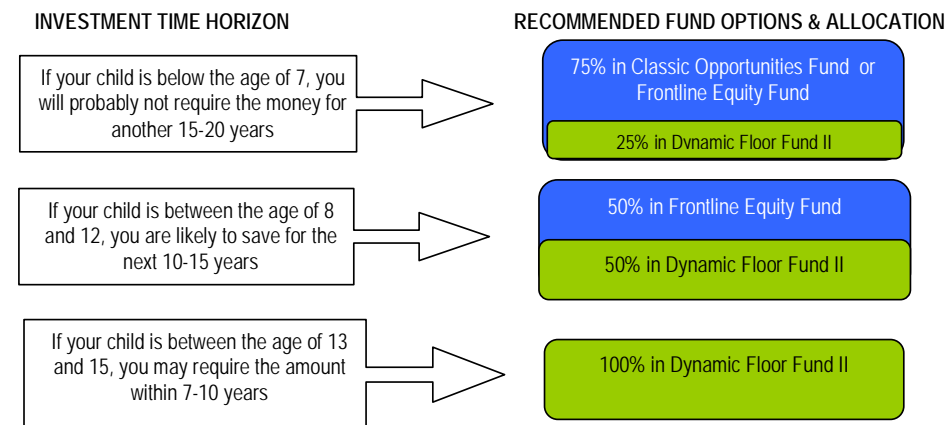 INVESTMENT TIME HORIZON
RECOMMENDED FUND OPTIONS & ALLOCATION
If your child is below the age of 7, you
will probably not require the money for
another 15-20 years
75% in Classic Opportunities Fund or
Frontline Equity Fund
25% in Dynamic Floor Fund II
If your child is between the age of 8
and 12, you are likely to save for the
next 10-15 years
50% in Frontline Equity Fund
50% in Dynamic Floor Fund II
If your child is between the age of 13
and 15, you may require the amount
within 7-10 years
100% in Dynamic Floor Fund II